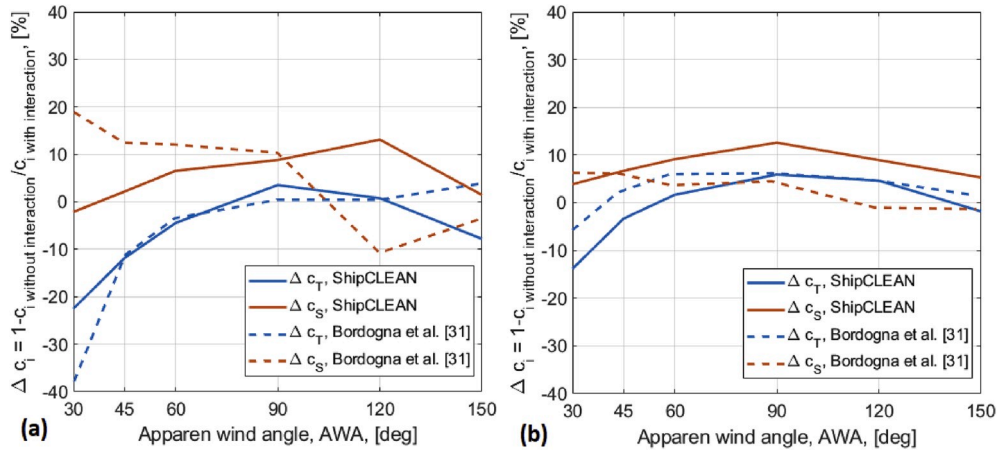 Δ c_i = 1-c_i without interaction/c_i with interaction, [%]
40
30
20
10
0
-10
-20
-30
-40
Δ c_T, ShipCLEAN
Δ c_S, ShipCLEAN
Δ c_T, Bordogna et al. [31]
Δ c_S, Bordogna et al. [31]
30 45 60 90 120 150
(a) Apparen wind angle, AWA, [deg]
Δ c_i = 1-c_i without interaction/c_i with interaction, [%]
40
30
20
10
0
-10
-20
-30
-40
Δ c_T, ShipCLEAN
Δ c_S, ShipCLEAN
Δ c_T, Bordogna et al. [31]
Δ c_S, Bordogna et al. [31]
30 45 60 90 120 150
(b) Apparen wind angle, AWA, [deg]